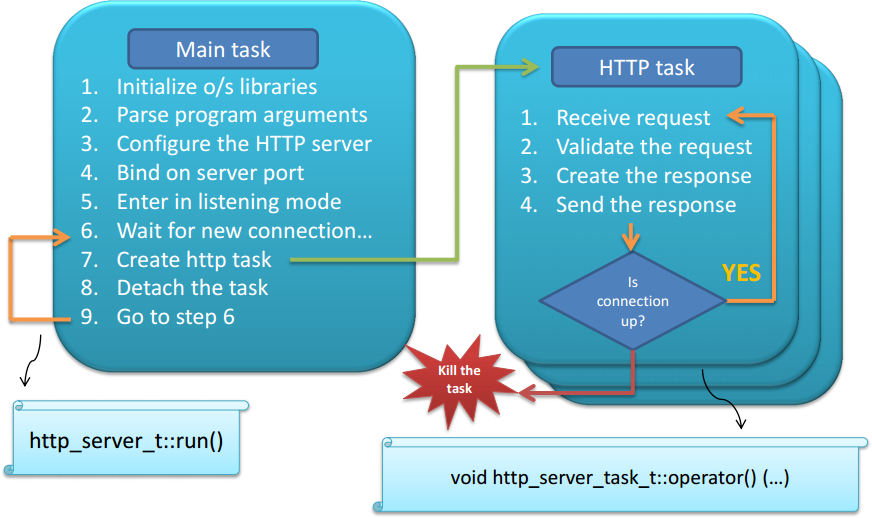 Main task
1. Initialize o/s libraries
2. Parse program arguments
3. Configure the HTTP server
4. Bind on server port
5. Enter in listening mode
6. Wait for new connection…
7. Create http task
8. Detach the task
9. Go to step 6
http_server_t::run()
HTTP task
1. Receive request
2. Validate the request
3. Create the response
4. Send the response
Is
connection
up?
YES
Kill the
task
void http_server_task_t::operator() (…)